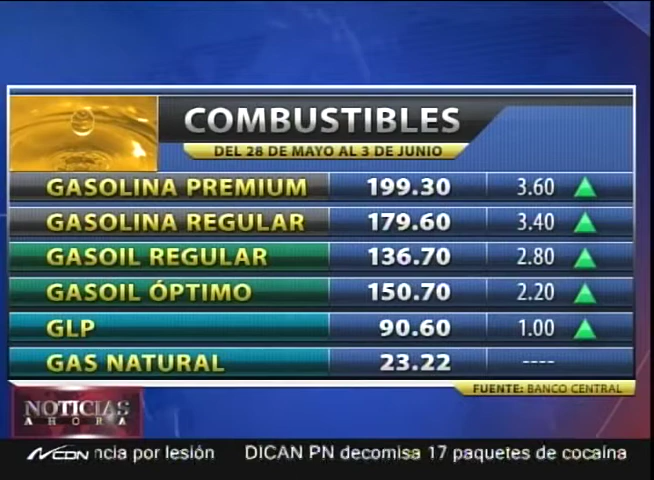 COMBUSTIBLES
DEL 28 DE MAYO AL 3 DE JUNIO
GASOLINA PREMIUM 199.30 3.60
GASOLINA REGULAR 179.60 3.40
GASOIL REGULAR 136.70 2.80
GASOIL ÓPTIMO 150.70 2.20
GLP 90.60 1.00
GAS NATURAL 23.22 ----
FUENTE: BANCO CENTRAL
NOTICIAS
AHORA
CDN ncia por lesión DICAN PN decomisa 17 paquetes de cocaína